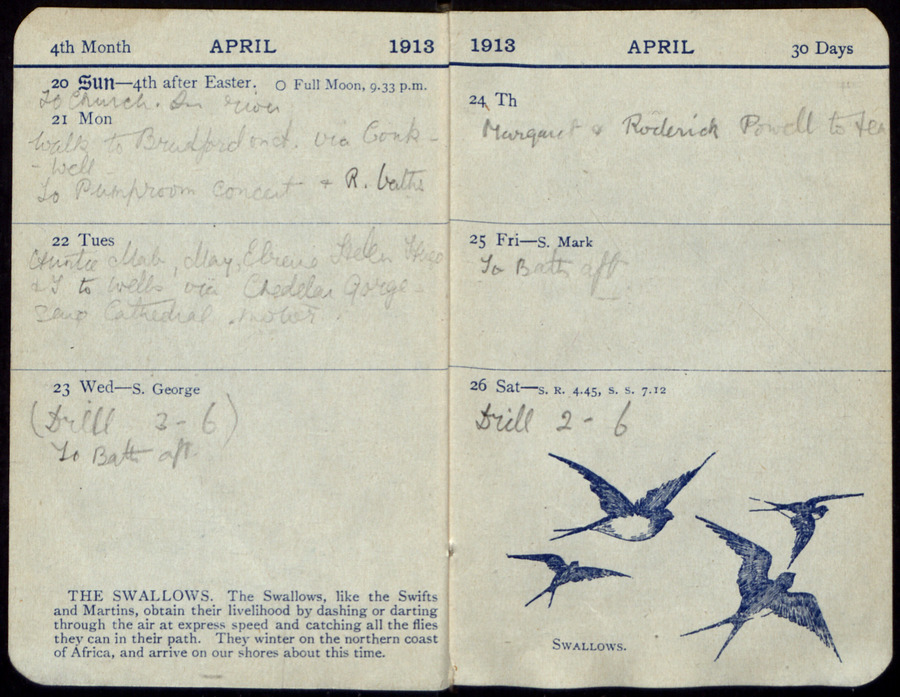 4th Month APRIL 1913
20 Sun—4th after Easter. ○ Full Moon, 9.33 p.m.
To Church. In river
21 Mon
Walk to Bradford on A. via Conk-
-well
To Pumproom concert + R. baths
22 Tues
Auntie Mab, May, Helen
+ I to Wells via Cheddar Gorge
Cathedral. motor
23 Wed—S. George
(Drill 3 - 6)
To Bath aft.
THE SWALLOWS. The Swallows, like the Swifts
and Martins, obtain their livelihood by dashing or darting
through the air at express speed and catching all the flies
they can in their path. They winter on the northern coast
of Africa, and arrive on our shores about this time.
1913 APRIL 30 Days
24 Th
Margaret & Roderick Powell to tea
25 Fri—S. Mark
To Bath aft
26 Sat—S. R. 4.45, S. S. 7.12
Drill 2 - 6
SWALLOWS.